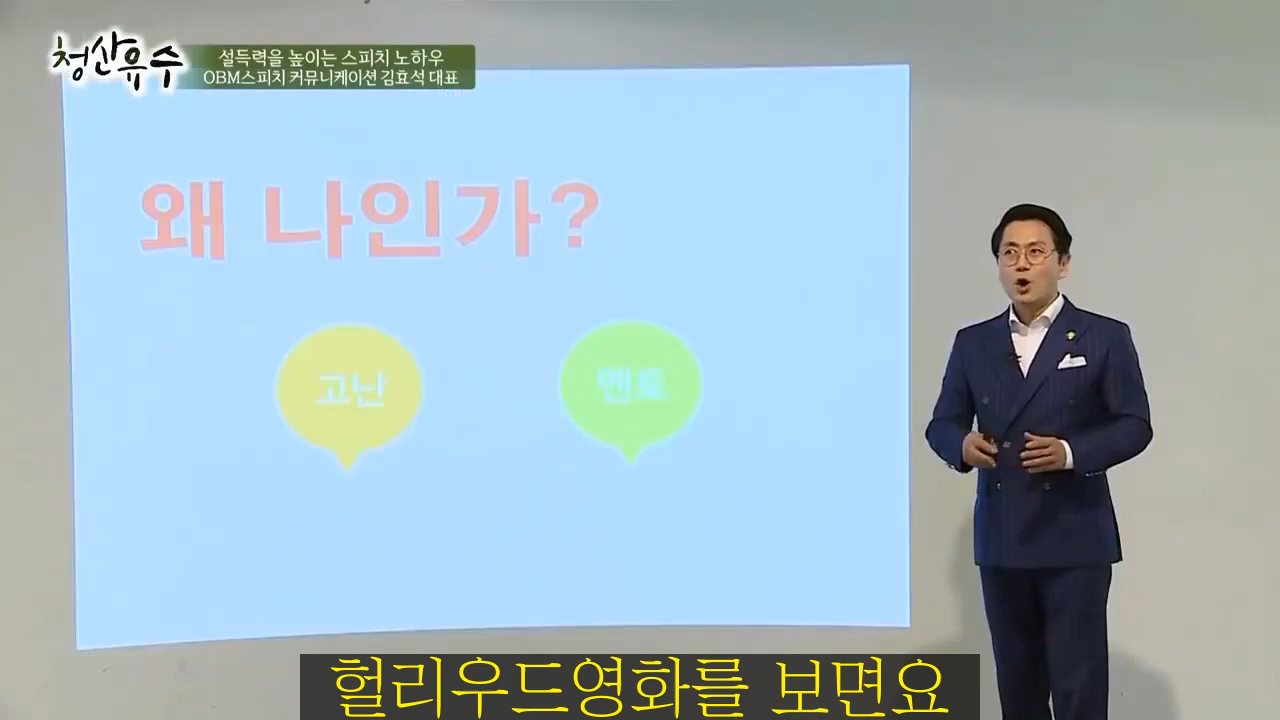 청산유수
설득력을 높이는 스피치 노하우
OBM스피치 커뮤니케이션 김효석 대표
왜 나인가?
고난
멘토
헐리우드영화를 보면요